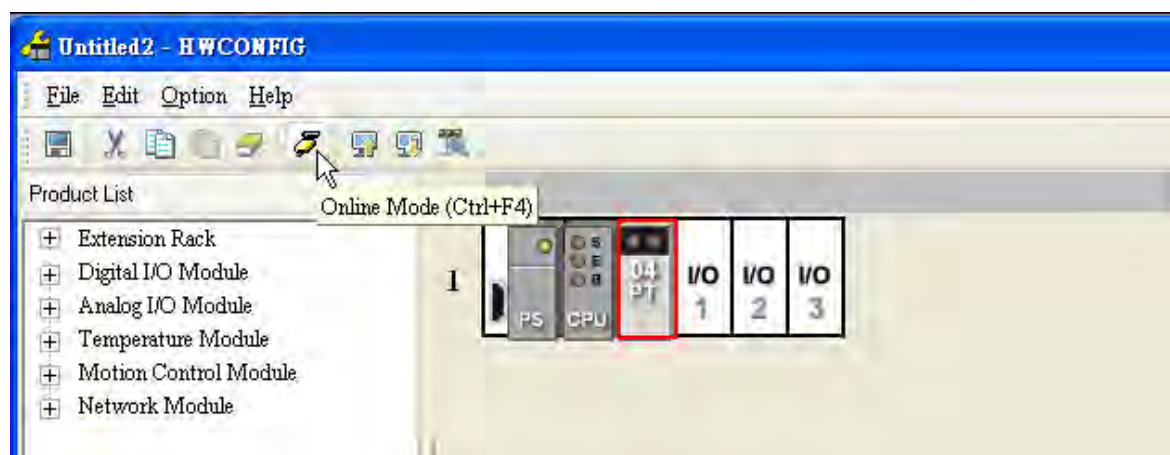 Untitled2 - HWCONFIG
File Edit Option Help
Product List
Online Mode (Ctrl+F4)
Extension Rack
Digital I/O Module
Analog I/O Module
Temperature Module
Motion Control Module
Network Module
1
PS
S
E
B
CPU
04
PT
I/O
1
I/O
2
I/O
3